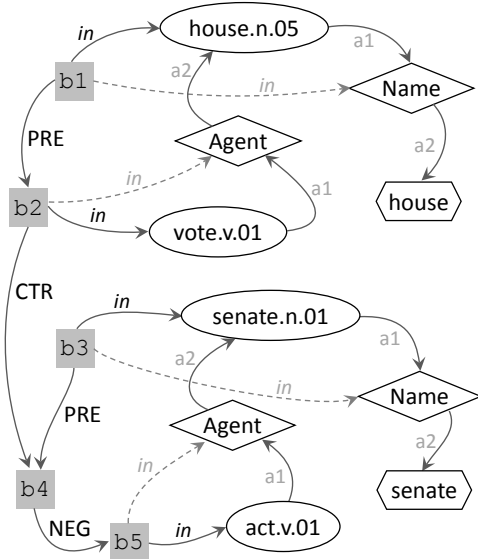 in house.n.05 a1
b1 a2 in Name
PRE Agent a2
in a1 house
b2 in vote.v.01
CTR in senate.n.01 a1
b3 a2 in Name
PRE Agent a2
b4 in a1 senate
NEG b5 in act.v.01